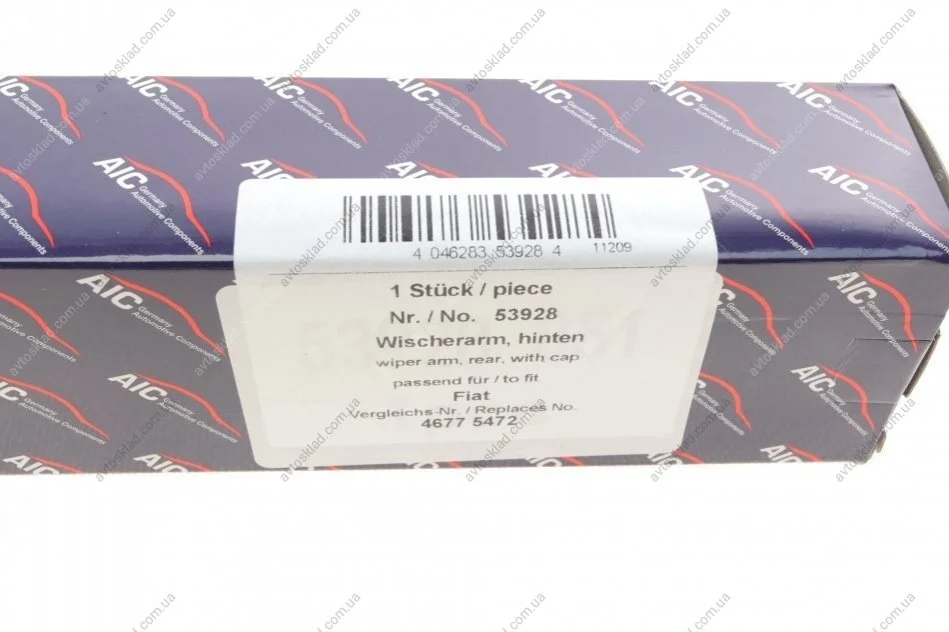 4 046283 53928 4
11209
1 Stück / piece
Nr. / No. 53928
Wischerarm, hinten
wiper arm, rear, with cap
passend für / to fit
Fiat
Vergleichs-Nr. / Replaces No.
4677 5472
AIC Germany
Automotive Components
avtosklad.com.ua